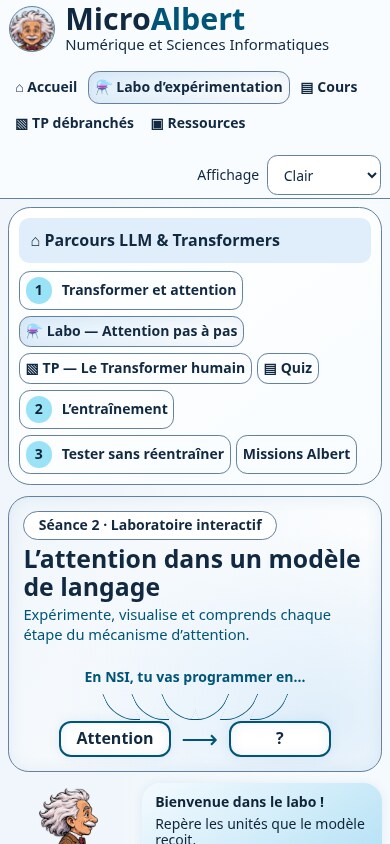 MicroAlbert
Numérique et Sciences Informatiques
Accueil
Labo d’expérimentation
Cours
TP débranchés
Ressources
Affichage
Clair
Parcours LLM & Transformers
1 Transformer et attention
Labo — Attention pas à pas
TP — Le Transformer humain
Quiz
2 L’entraînement
3 Tester sans réentraîner
Missions Albert
Séance 2 · Laboratoire interactif
L’attention dans un modèle
de langage
Expérimente, visualise et comprends chaque
étape du mécanisme d’attention.
En NSI, tu vas programmer en…
Attention ⟶ ?
Bienvenue dans le labo !
Repère les unités que le modèle
reçoit.